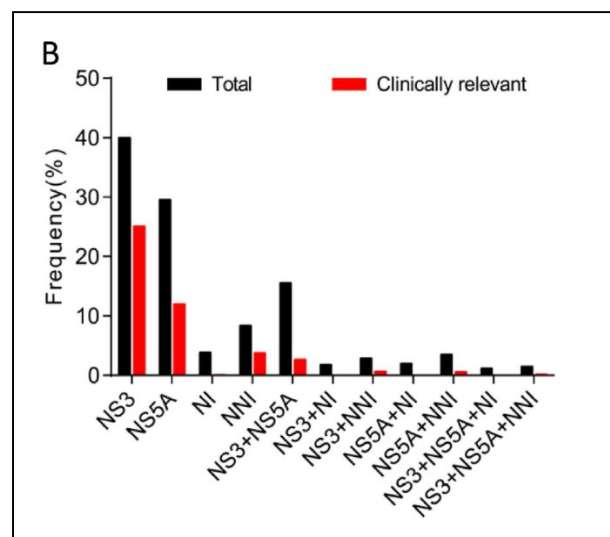 B
50
40
30
20
10
0
Frequency(%)
Total
Clinically relevant
NS3
NS5A
NI
NNI
NS3+NS5A
NS3+NI
NS3+NNI
NS5A+NI
NS5A+NNI
NS3+NS5A+NI
NS3+NS5A+NNI